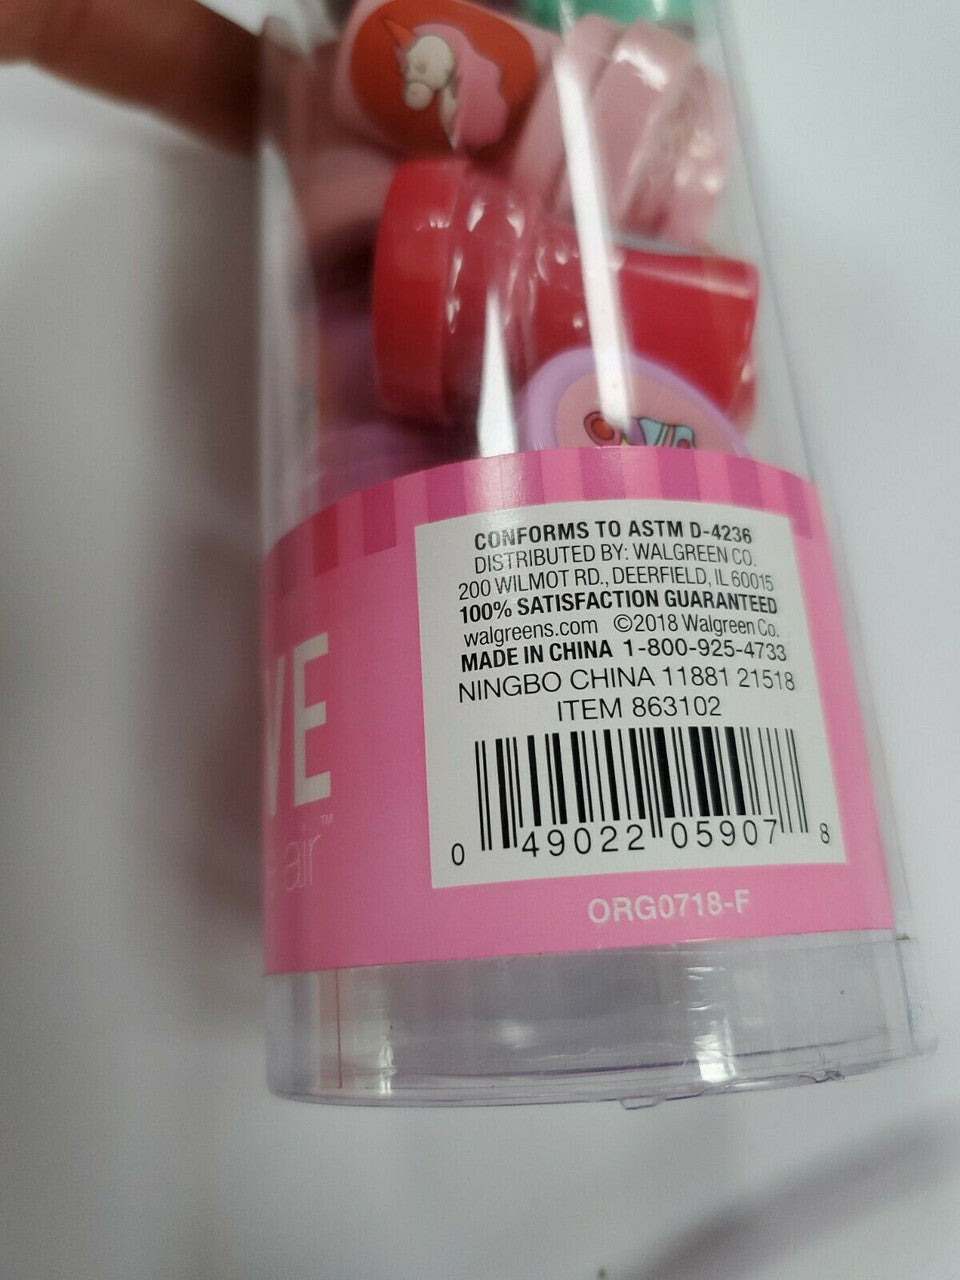 CONFORMS TO ASTM D-4236
DISTRIBUTED BY: WALGREEN CO.
200 WILMOT RD., DEERFIELD, IL 60015
100% SATISFACTION GUARANTEED
walgreens.com ©2018 Walgreen Co.
MADE IN CHINA 1-800-925-4733
NINGBO CHINA 11881 21518
ITEM 863102
0 49022 05907 8
ORG0718-F
VE
air™